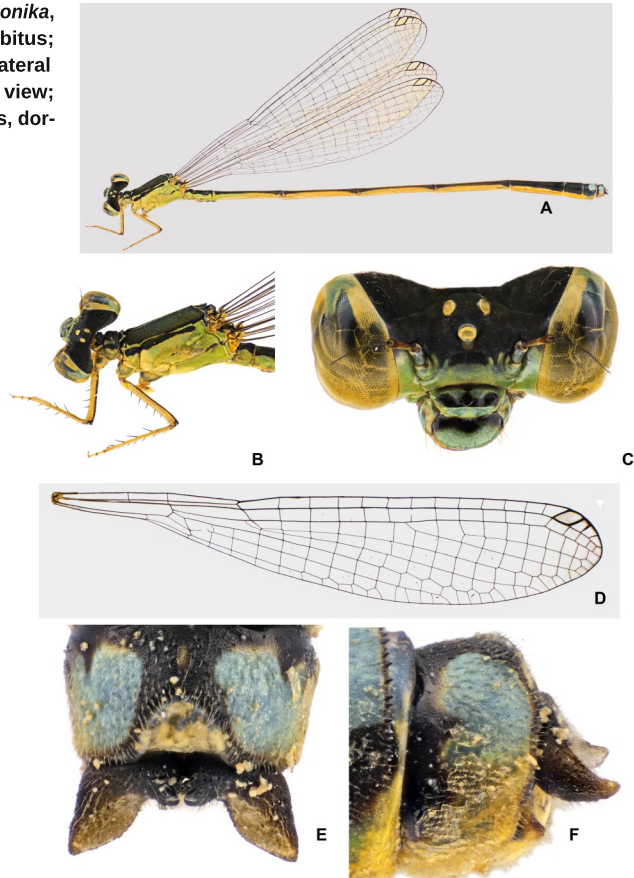 onika,
bitus;
ateral
view;
s, dor-
A
B
C
D
E
F